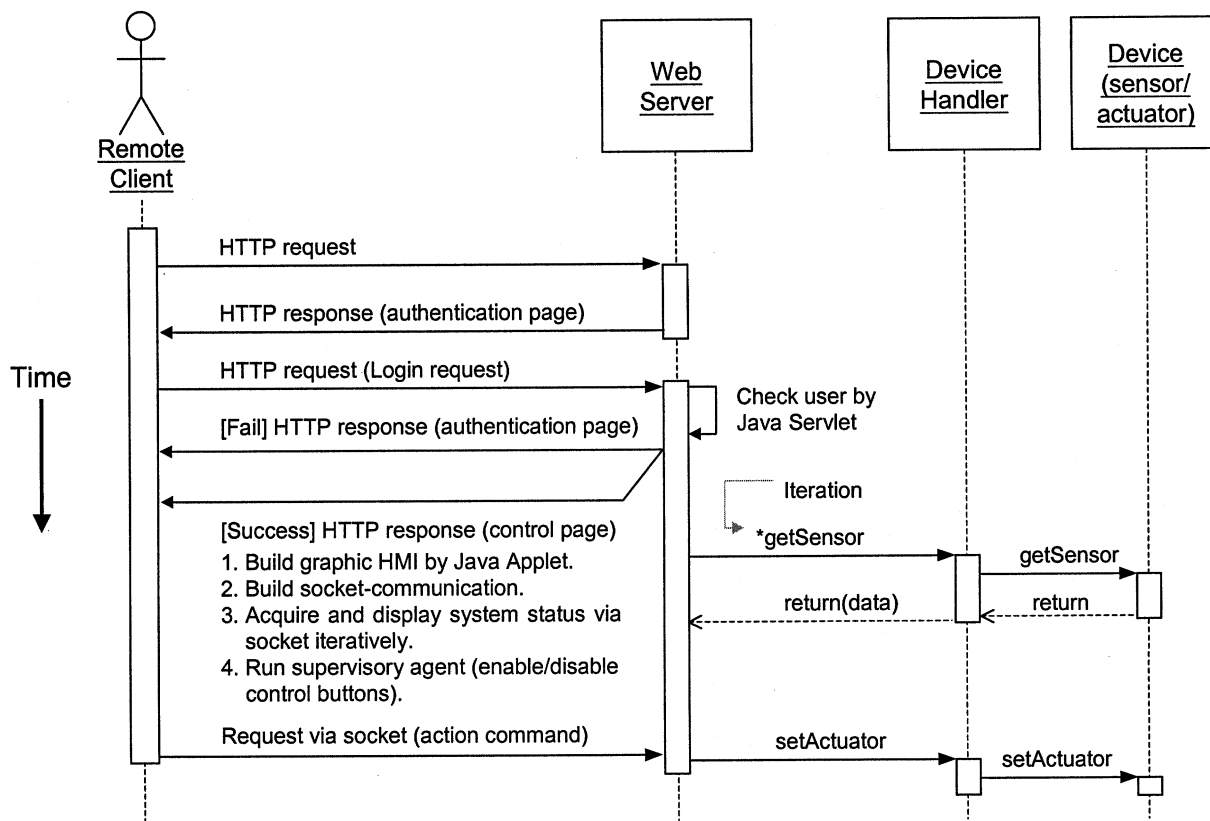 Remote
Client
Web
Server
Device
Handler
Device
(sensor/
actuator)
Time
HTTP request
HTTP response (authentication page)
HTTP request (Login request)
Check user by
Java Servlet
[Fail] HTTP response (authentication page)
Iteration
[Success] HTTP response (control page)
1. Build graphic HMI by Java Applet.
2. Build socket-communication.
3. Acquire and display system status via
socket iteratively.
4. Run supervisory agent (enable/disable
control buttons).
*getSensor
getSensor
return(data)
return
Request via socket (action command)
setActuator
setActuator